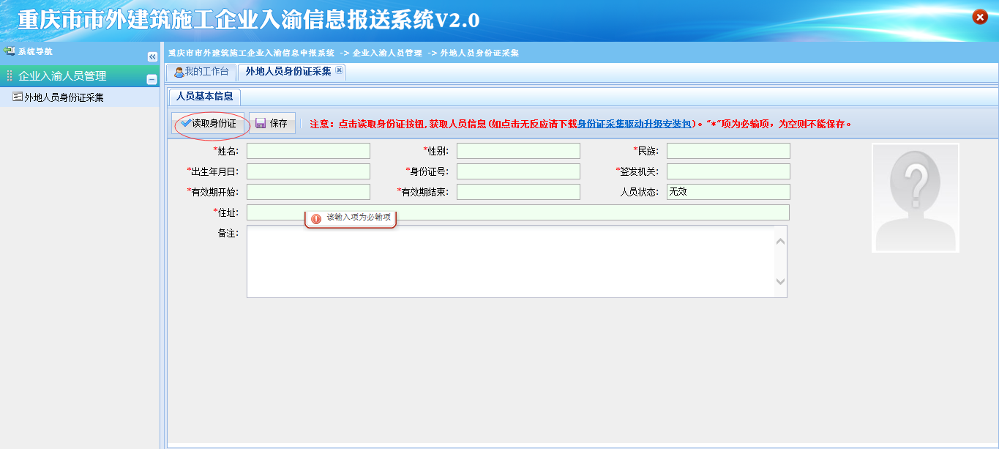 重庆市市外建筑施工企业入渝信息报送系统V2.0
系统导航
重庆市市外建筑施工企业入渝信息申报系统 -> 企业入渝人员管理 -> 外地人员身份证采集
企业入渝人员管理
外地人员身份证采集
我的工作台 外地人员身份证采集
人员基本信息
读取身份证 保存 注意：点击读取身份证按钮,获取人员信息(如点击无反应请下载身份证采集驱动升级安装包)。"*"项为必输项，为空则不能保存。
*姓名: *性别: *民族:
*出生年月日: *身份证号: *签发机关:
*有效期开始: *有效期结束: 人员状态: 无效
*住址:
该输入项为必输项
备注: